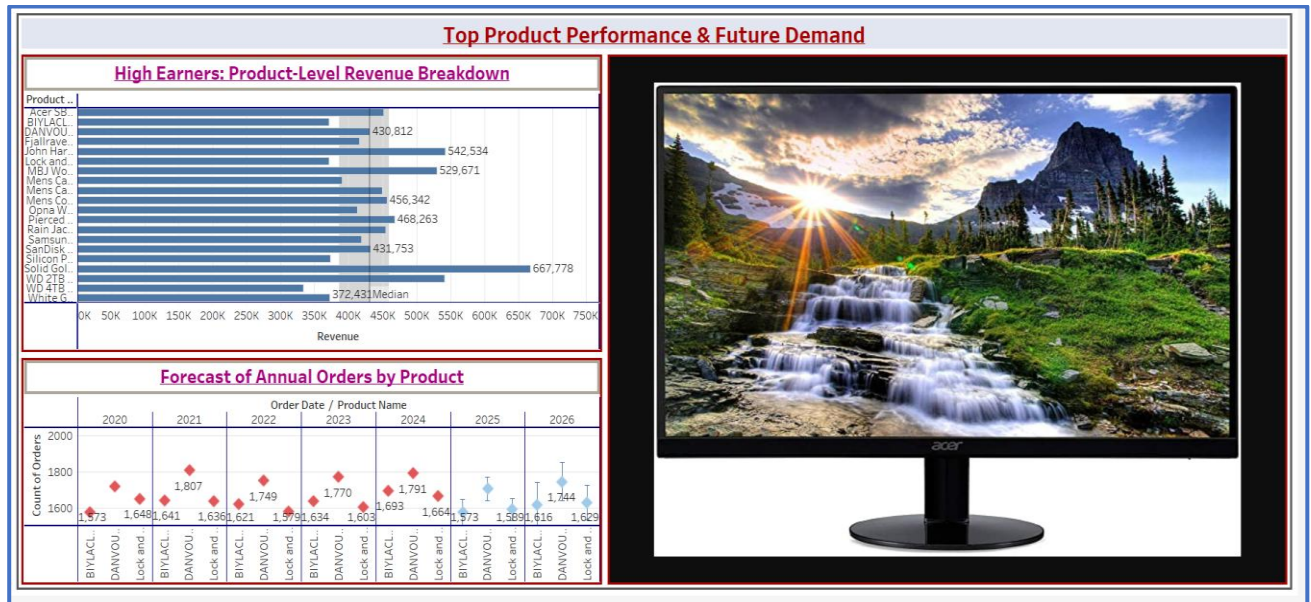 Top Product Performance & Future Demand
High Earners: Product-Level Revenue Breakdown
Product ..
Acer SB..
BIYLACL..
DANVOU.. 430,812
Fjallrave..
John Har.. 542,534
Lock and..
MBJ Wo.. 529,671
Mens Ca..
Mens Ca..
Mens Co.. 456,342
Opna W..
Pierced .. 468,263
Rain Jac..
Samsun..
SanDisk .. 431,753
Silicon P..
Solid Gol.. 667,778
WD 2TB ..
WD 4TB ..
White G.. 372,431 Median
0K 50K 100K 150K 200K 250K 300K 350K 400K 450K 500K 550K 600K 650K 700K 750K
Revenue
Forecast of Annual Orders by Product
Order Date / Product Name
2020 2021 2022 2023 2024 2025 2026
Count of Orders
2000
1800
1600
1,807 1,749 1,770 1,791 1,744
1,573 1,648 1,641 1,636 1,621 1,579 1,634 1,603 1,693 1,664 1,573 1,589 1,616 1,629
BIYLACL.. DANVOU.. Lock and .. BIYLACL.. DANVOU.. Lock and .. BIYLACL.. DANVOU.. Lock and .. BIYLACL.. DANVOU.. Lock and .. BIYLACL.. DANVOU.. Lock and .. BIYLACL.. DANVOU.. Lock and .. BIYLACL.. DANVOU.. Lock and ..
acer